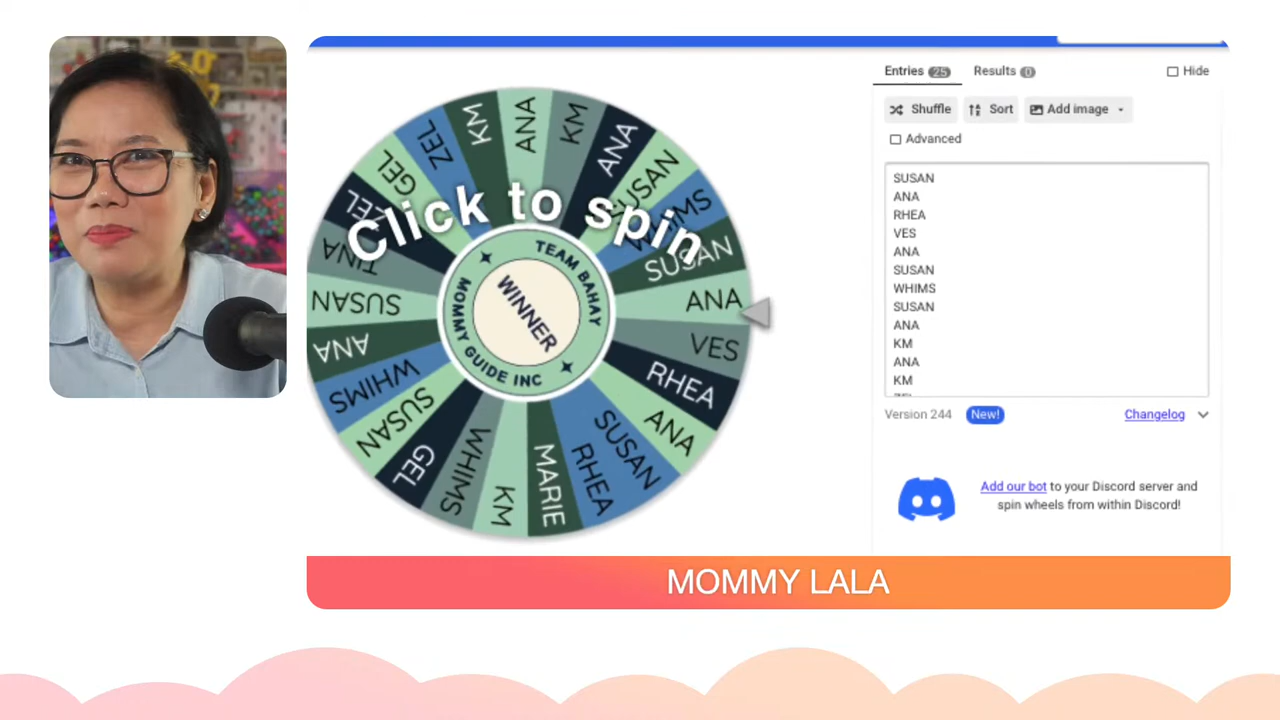 Entries 25
Results 0
Hide
Shuffle
Sort
Add image
Advanced
SUSAN
ANA
RHEA
VES
ANA
SUSAN
WHIMS
SUSAN
ANA
KM
ANA
KM
Version 244
New!
Changelog
Add our bot to your Discord server and
spin wheels from within Discord!
Click to spin
TEAM BAHAY
MOMMY GUIDE INC
WINNER
KM
ANA
KM
ANA
SUSAN
WHIMS
SUSAN
ANA
VES
RHEA
ANA
SUSAN
RHEA
MARIE
KM
WHIMS
GEL
SUSAN
WHIMS
ANA
SUSAN
TINA
ZEL
GEL
ZEL
MOMMY LALA